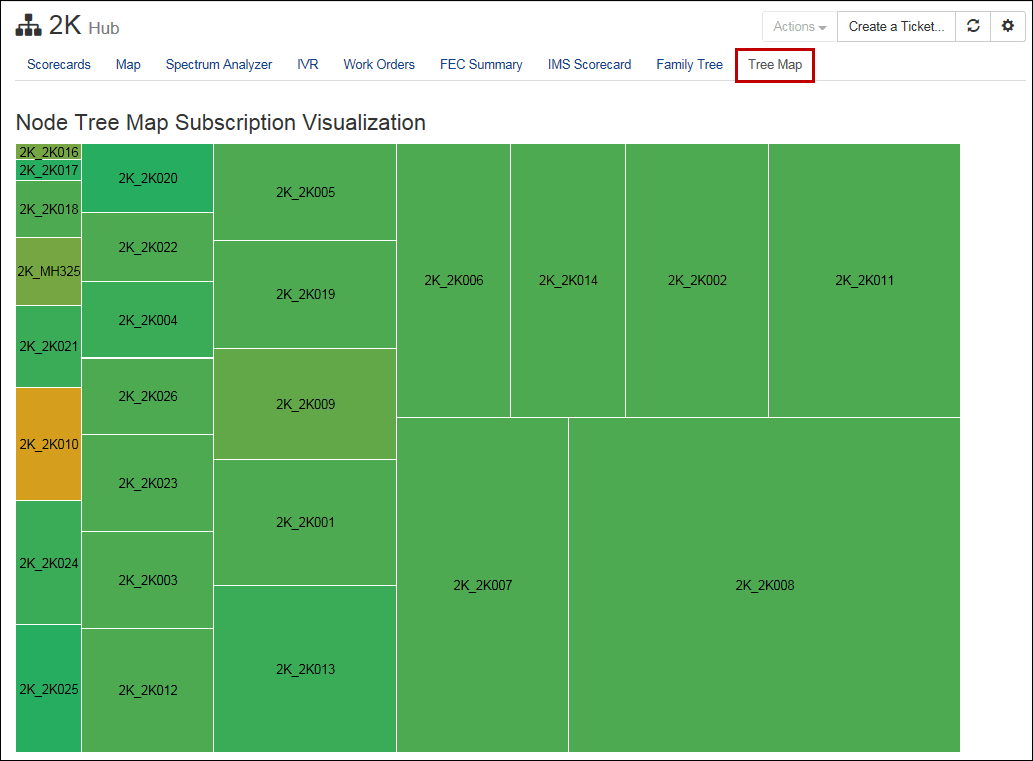 2K Hub
Actions
Create a Ticket...
Scorecards Map Spectrum Analyzer IVR Work Orders FEC Summary IMS Scorecard Family Tree Tree Map
Node Tree Map Subscription Visualization
2K_2K016
2K_2K017
2K_2K018
2K_MH325
2K_2K021
2K_2K010
2K_2K024
2K_2K025
2K_2K020
2K_2K022
2K_2K004
2K_2K026
2K_2K023
2K_2K003
2K_2K012
2K_2K005
2K_2K019
2K_2K009
2K_2K001
2K_2K013
2K_2K006
2K_2K014
2K_2K002
2K_2K011
2K_2K007
2K_2K008